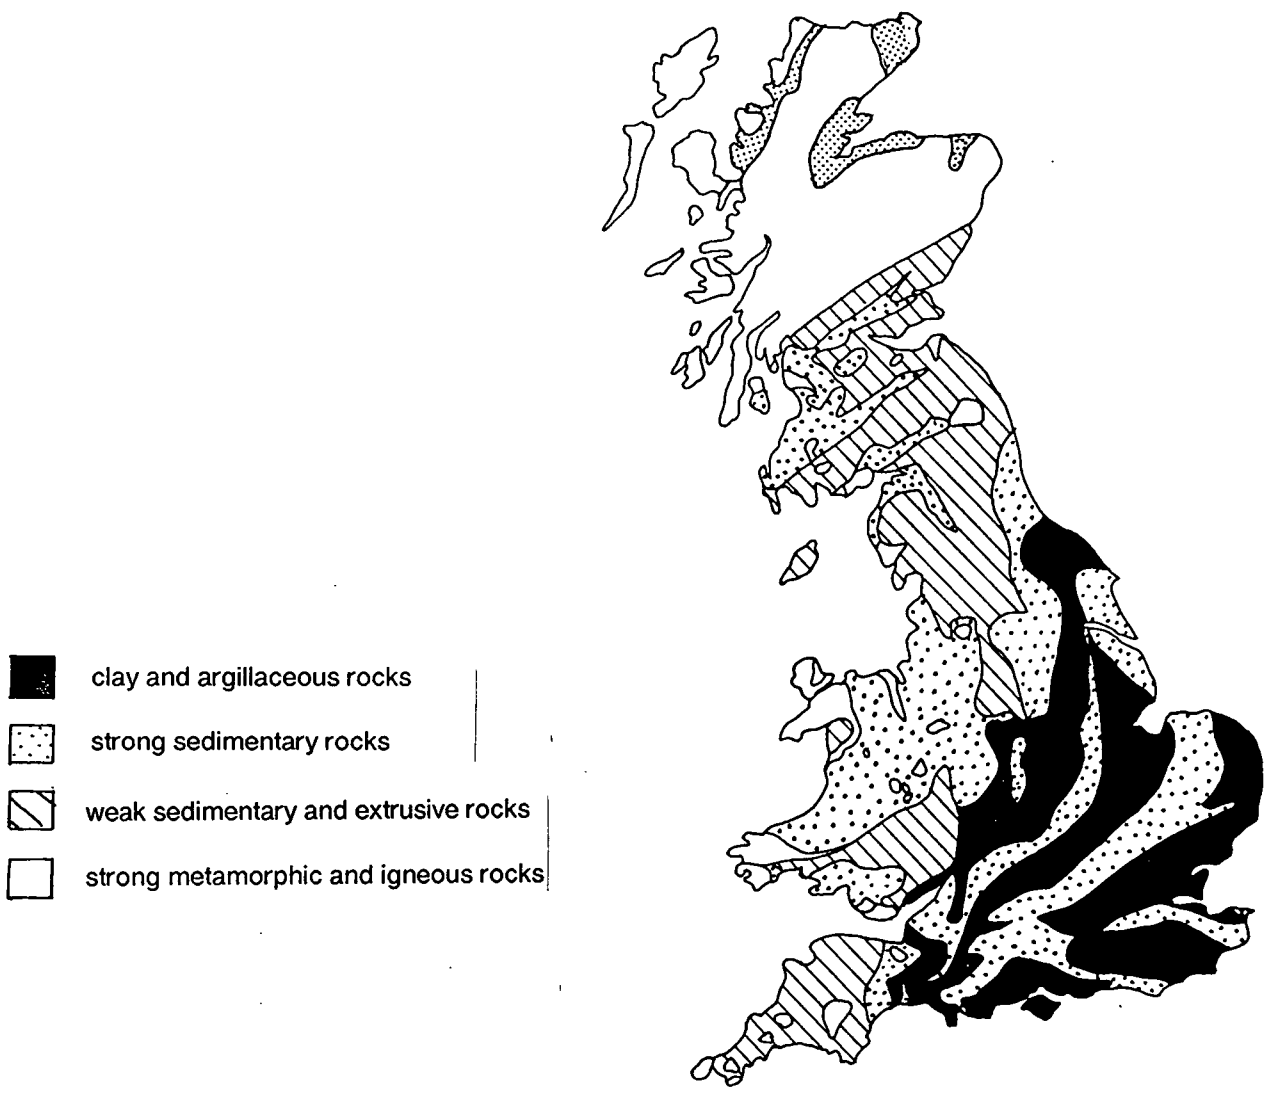 clay and argillaceous rocks
strong sedimentary rocks
weak sedimentary and extrusive rocks
strong metamorphic and igneous rocks